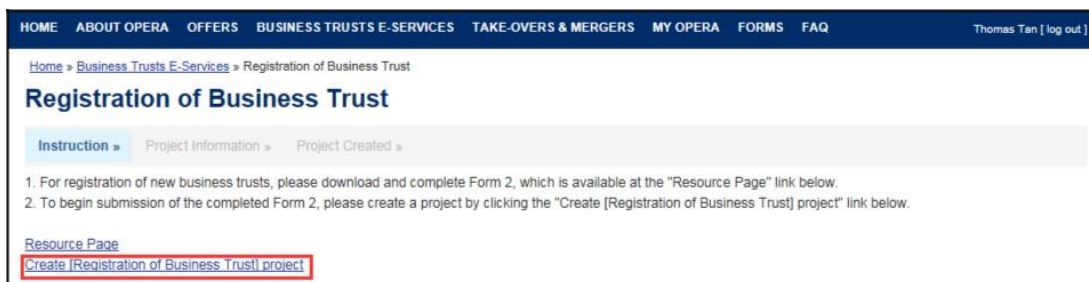 HOME ABOUT OPERA OFFERS BUSINESS TRUSTS E-SERVICES TAKE-OVERS & MERGERS MY OPERA FORMS FAQ Thomas Tan [ log out ]
Home » Business Trusts E-Services » Registration of Business Trust
Registration of Business Trust
Instruction » Project Information » Project Created »
1. For registration of new business trusts, please download and complete Form 2, which is available at the "Resource Page" link below.
2. To begin submission of the completed Form 2, please create a project by clicking the "Create [Registration of Business Trust] project" link below.
Resource Page
Create [Registration of Business Trust] project